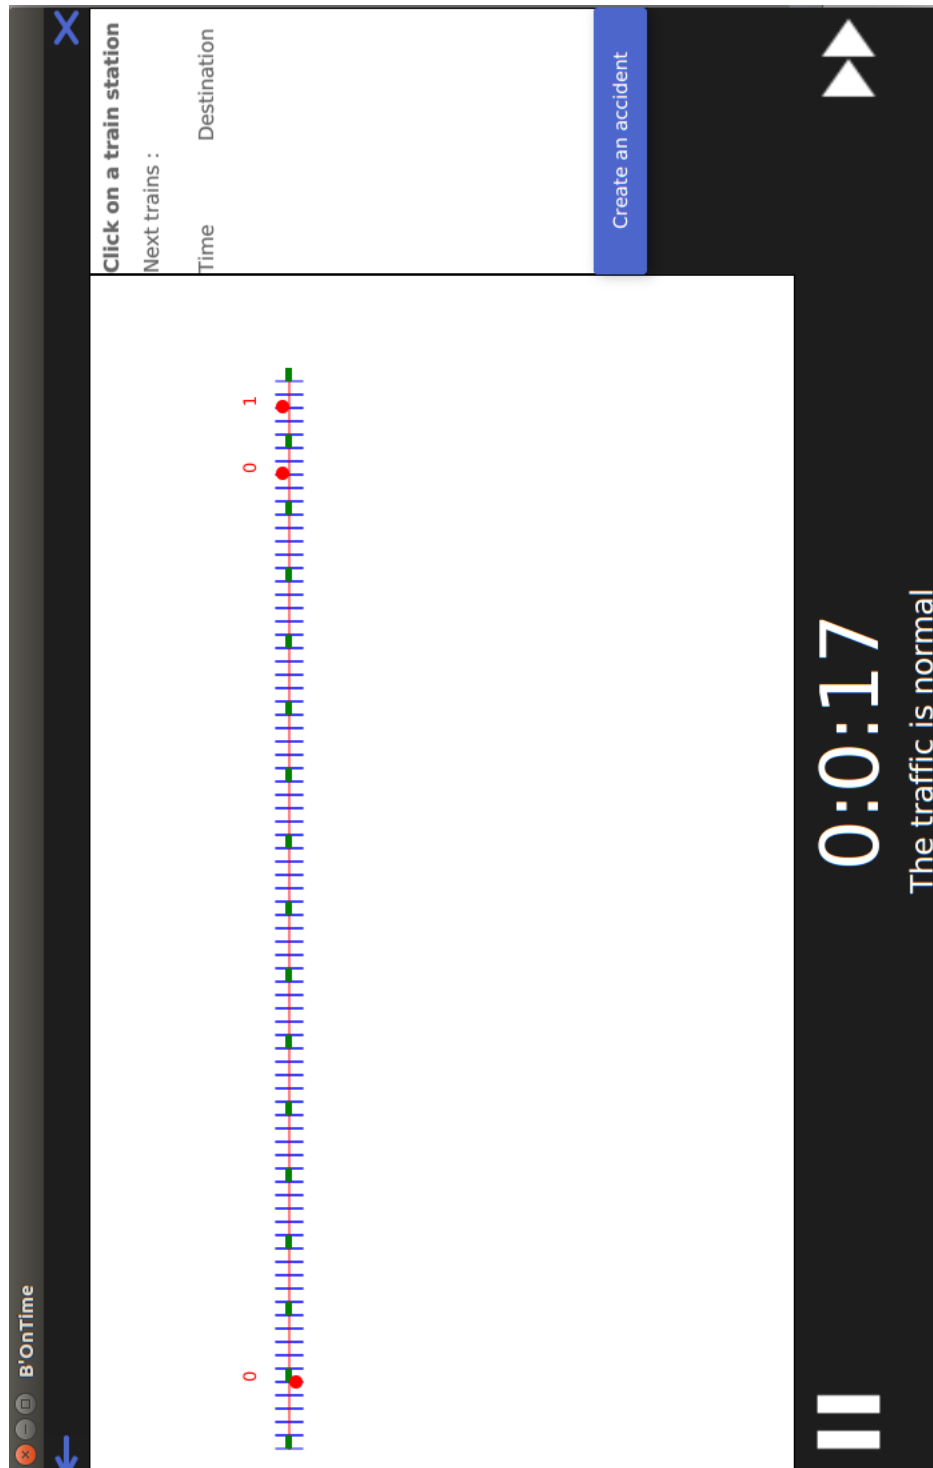 B'OnTime
Click on a train station
Next trains :
Time Destination
0 0 1
Create an accident
0:0:17
The traffic is normal